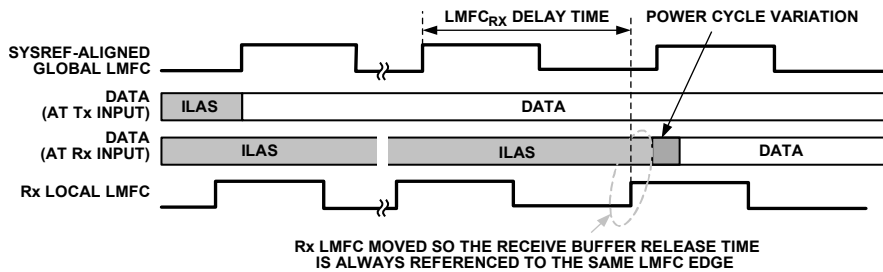 LMFCRX DELAY TIME
POWER CYCLE VARIATION
SYSREF-ALIGNED
GLOBAL LMFC
DATA
(AT Tx INPUT)
ILAS
DATA
DATA
(AT Rx INPUT)
ILAS
ILAS
DATA
Rx LOCAL LMFC
Rx LMFC MOVED SO THE RECEIVE BUFFER RELEASE TIME
IS ALWAYS REFERENCED TO THE SAME LMFC EDGE